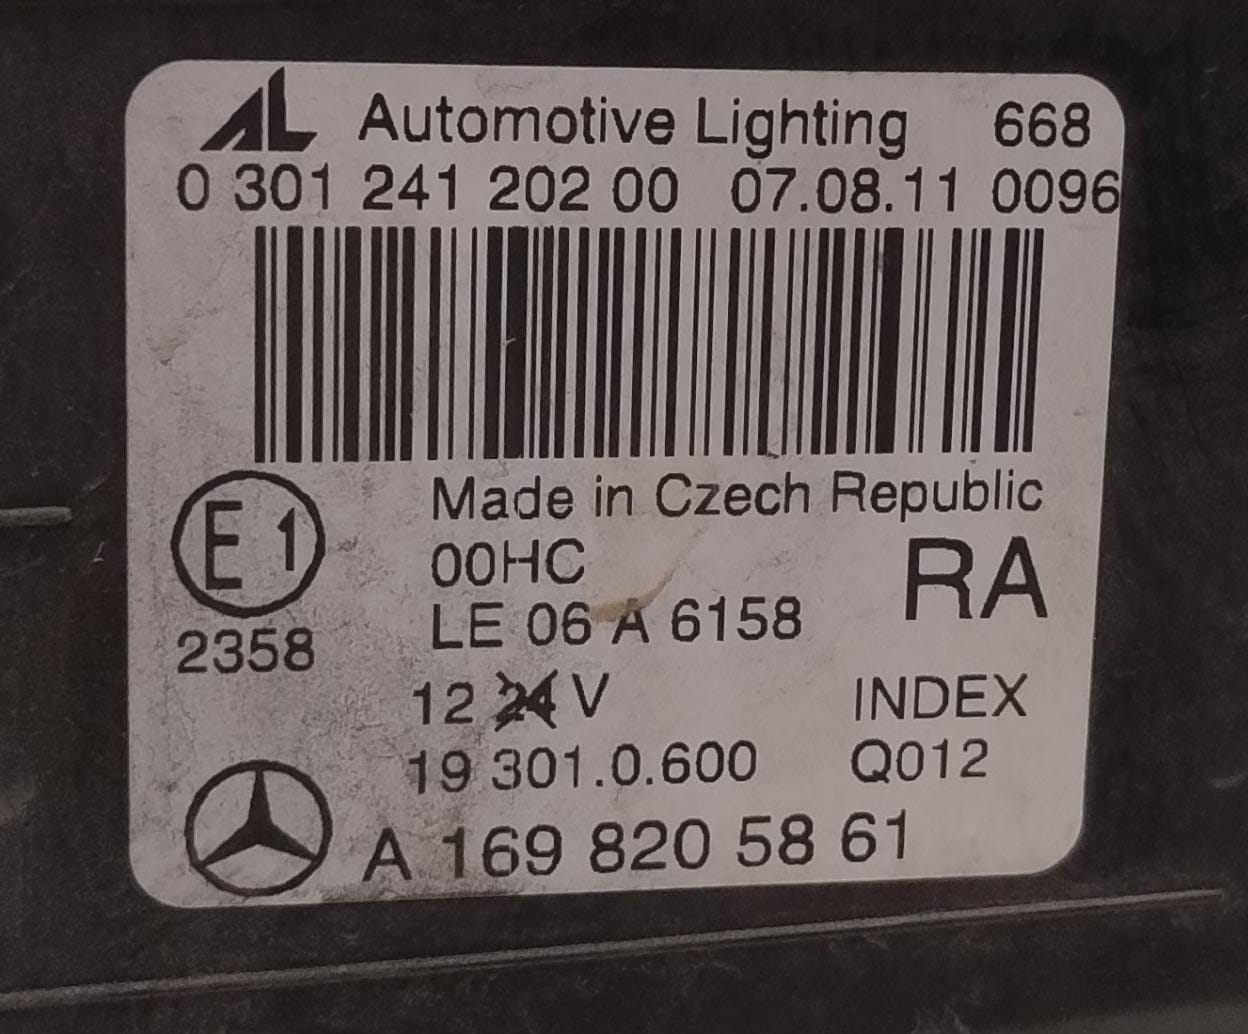 AL Automotive Lighting 668
0 301 241 202 00 07.08.11 0096
Made in Czech Republic
E1 00HC RA
2358 LE 06 A 6158
12 24 V INDEX
19 301.0.600 Q012
A 169 820 58 61